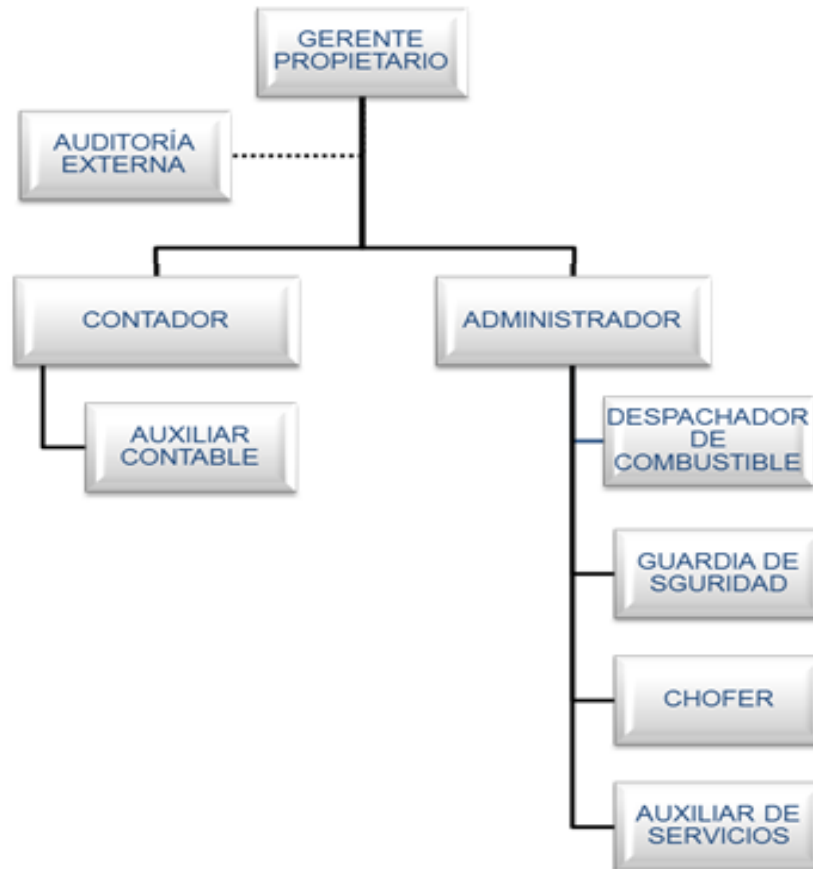 GERENTE
PROPIETARIO
AUDITORÍA
EXTERNA
CONTADOR
ADMINISTRADOR
AUXILIAR
CONTABLE
DESPACHADOR
DE
COMBUSTIBLE
GUARDIA DE
SGURIDAD
CHOFER
AUXILIAR DE
SERVICIOS